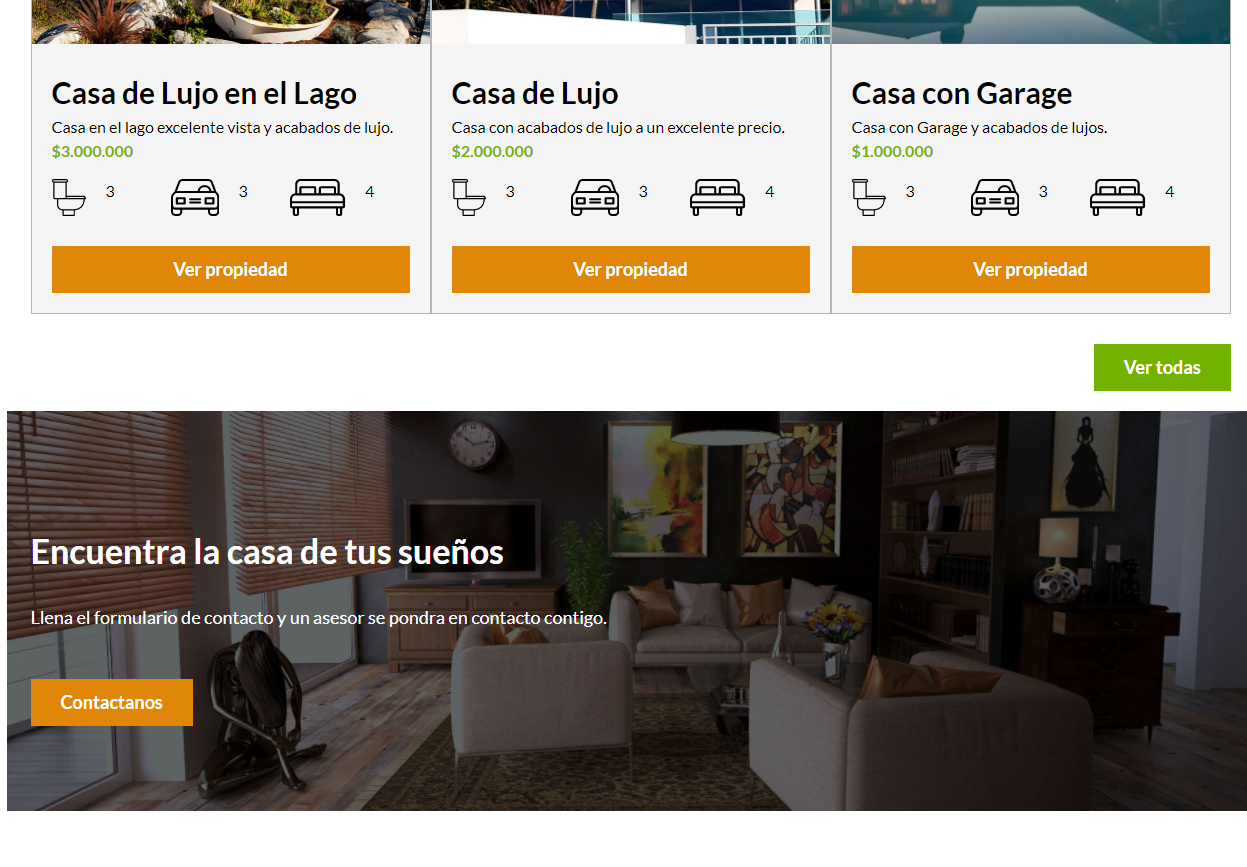 Casa de Lujo en el Lago
Casa en el lago excelente vista y acabados de lujo.
$3.000.000
3 3 4
Ver propiedad
Casa de Lujo
Casa con acabados de lujo a un excelente precio.
$2.000.000
3 3 4
Ver propiedad
Casa con Garage
Casa con Garage y acabados de lujos.
$1.000.000
3 3 4
Ver propiedad
Ver todas
Encuentra la casa de tus sueños
Llena el formulario de contacto y un asesor se pondra en contacto contigo.
Contactanos